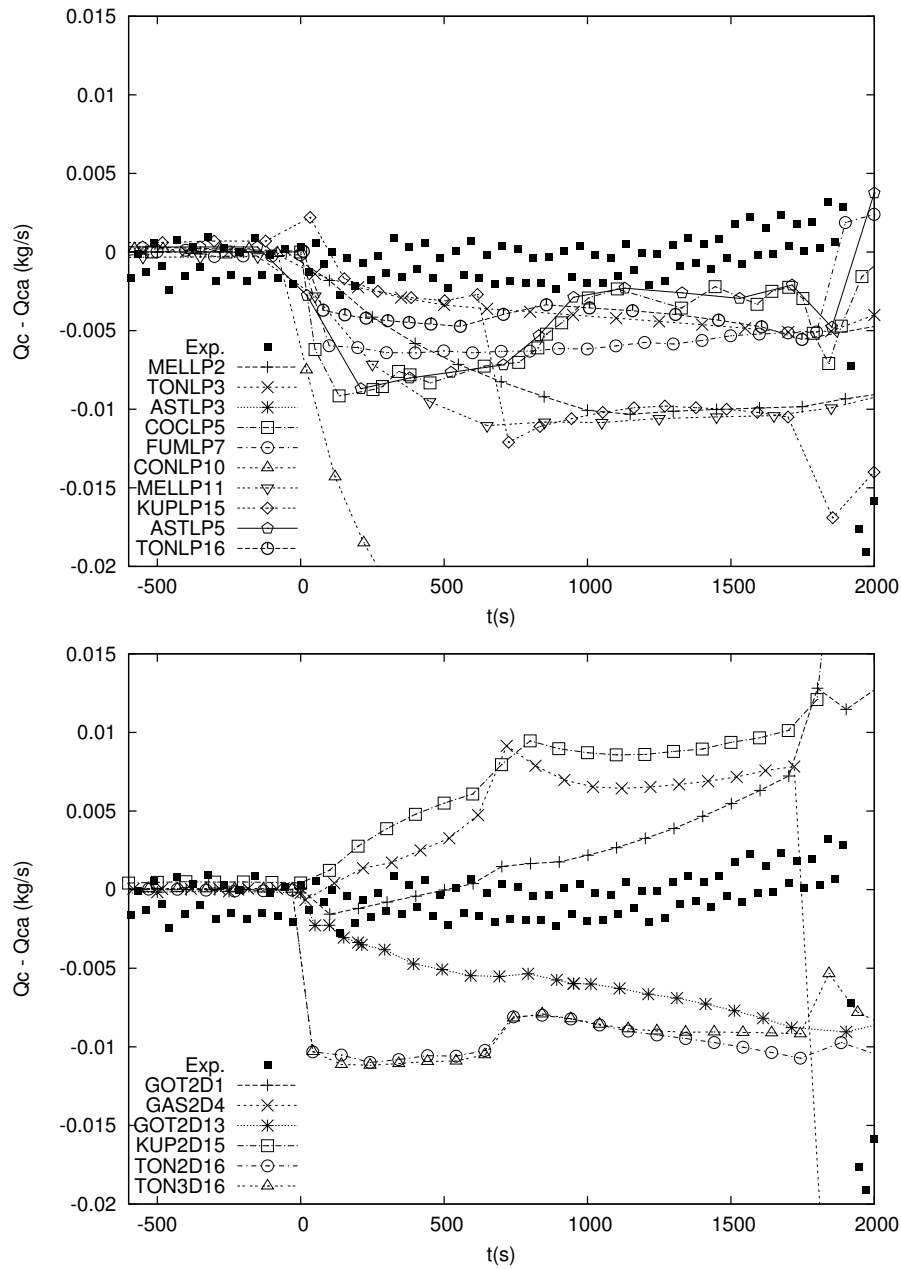 0.015
0.01
0.005
0
-0.005
-0.01
-0.015
-0.02
Qc - Qca (kg/s)
Exp.
MELLP2
TONLP3
ASTLP3
COCLP5
FUMLP7
CONLP10
MELLP11
KUPLP15
ASTLP5
TONLP16
-500 0 500 1000 1500 2000
t(s)
0.015
0.01
0.005
0
-0.005
-0.01
-0.015
-0.02
Qc - Qca (kg/s)
Exp.
GOT2D1
GAS2D4
GOT2D13
KUP2D15
TON2D16
TON3D16
-500 0 500 1000 1500 2000
t(s)